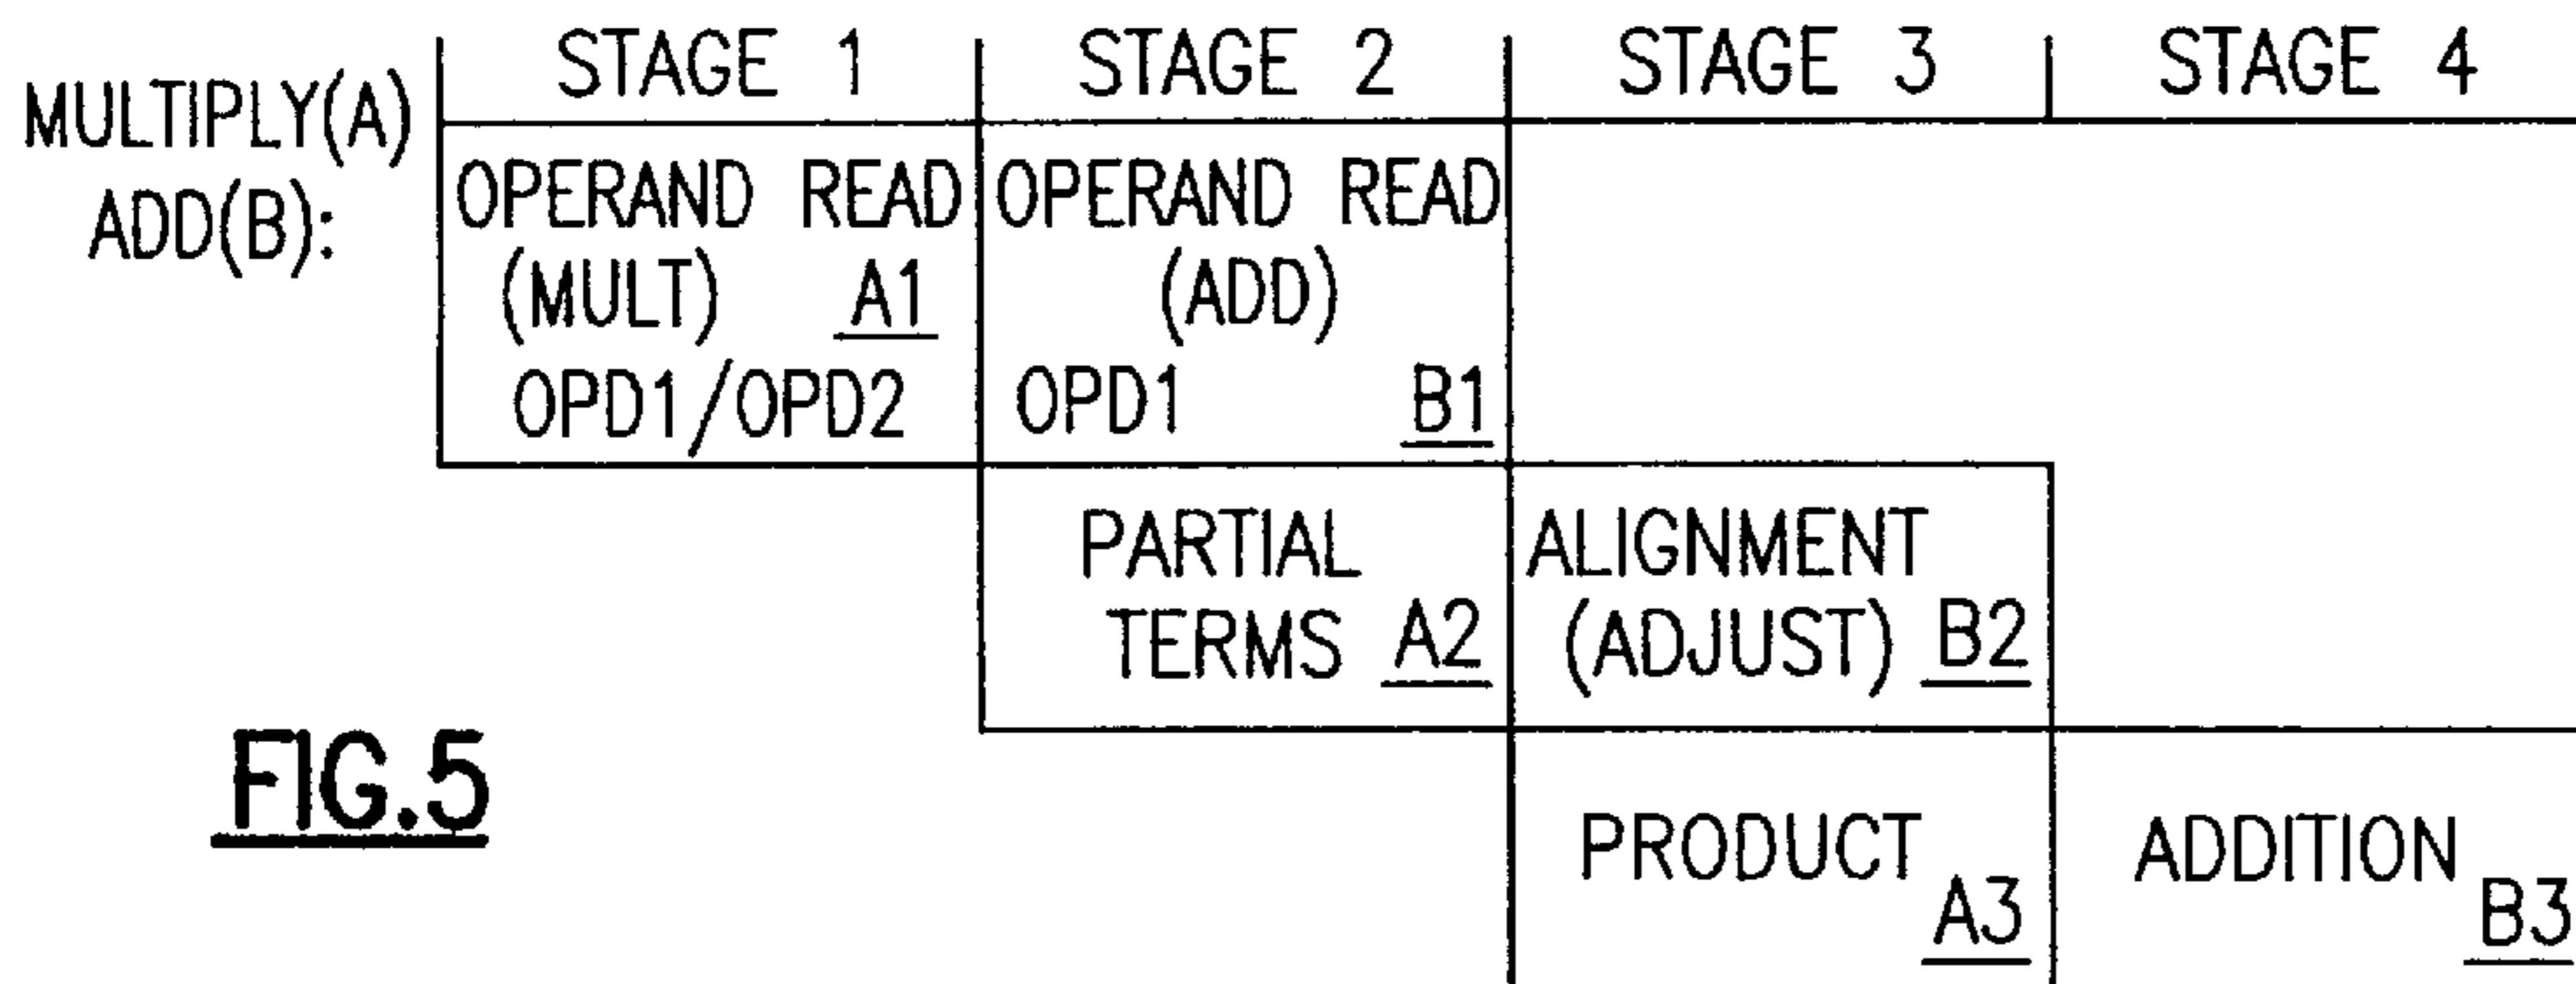 STAGE 1 STAGE 2 STAGE 3 STAGE 4
MULTIPLY(A)
ADD(B):
OPERAND READ
(MULT) A1
OPD1/OPD2
OPERAND READ
(ADD)
OPD1 B1
PARTIAL
TERMS A2
ALIGNMENT
(ADJUST) B2
PRODUCT
A3
ADDITION
B3
FIG.5